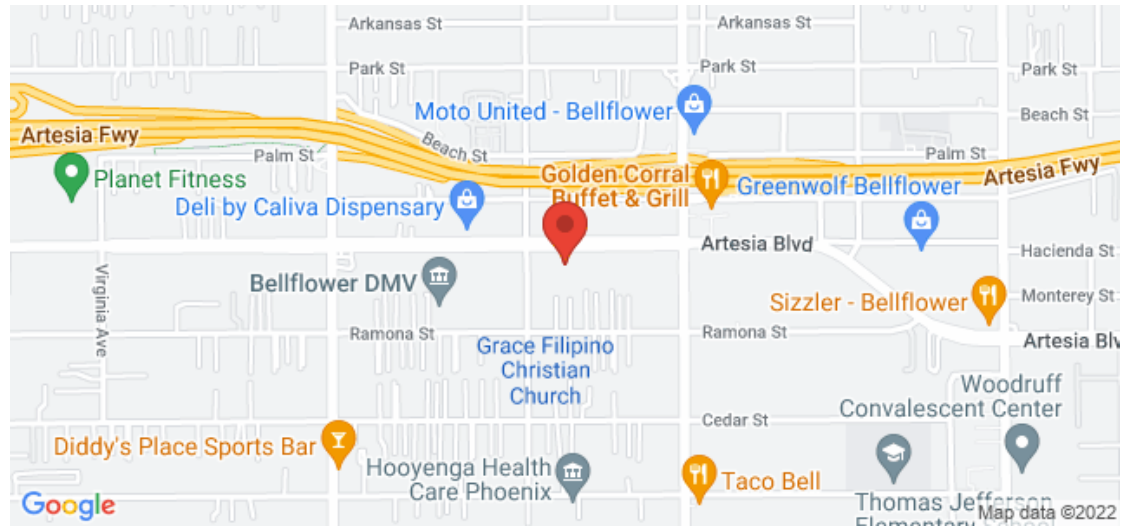 Arkansas St
Arkansas St
Park St
Park St
Park St
Moto United - Bellflower
Beach St
Artesia Fwy
Beach St
Palm St
Palm St
Artesia Fwy
Planet Fitness
Golden Corral
Buffet & Grill
Greenwolf Bellflower
Deli by Caliva Dispensary
Artesia Blvd
Hacienda St
Virginia Ave
Bellflower DMV
Monterey St
Sizzler - Bellflower
Ramona St
Ramona St
Artesia Blv
Grace Filipino
Christian
Church
Woodruff
Convalescent Center
Cedar St
Diddy's Place Sports Bar
Hooyenga Health
Care Phoenix
Taco Bell
Thomas Jefferson
Elementary
Google
Map data ©2022